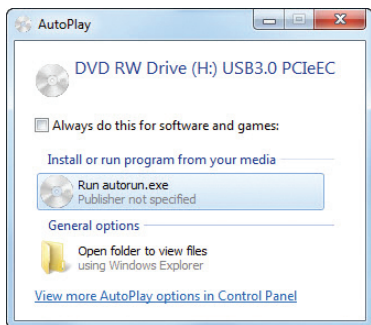 AutoPlay
DVD RW Drive (H:) USB3.0 PCIeEC
Always do this for software and games:
Install or run program from your media
Run autorun.exe
Publisher not specified
General options
Open folder to view files
using Windows Explorer
View more AutoPlay options in Control Panel